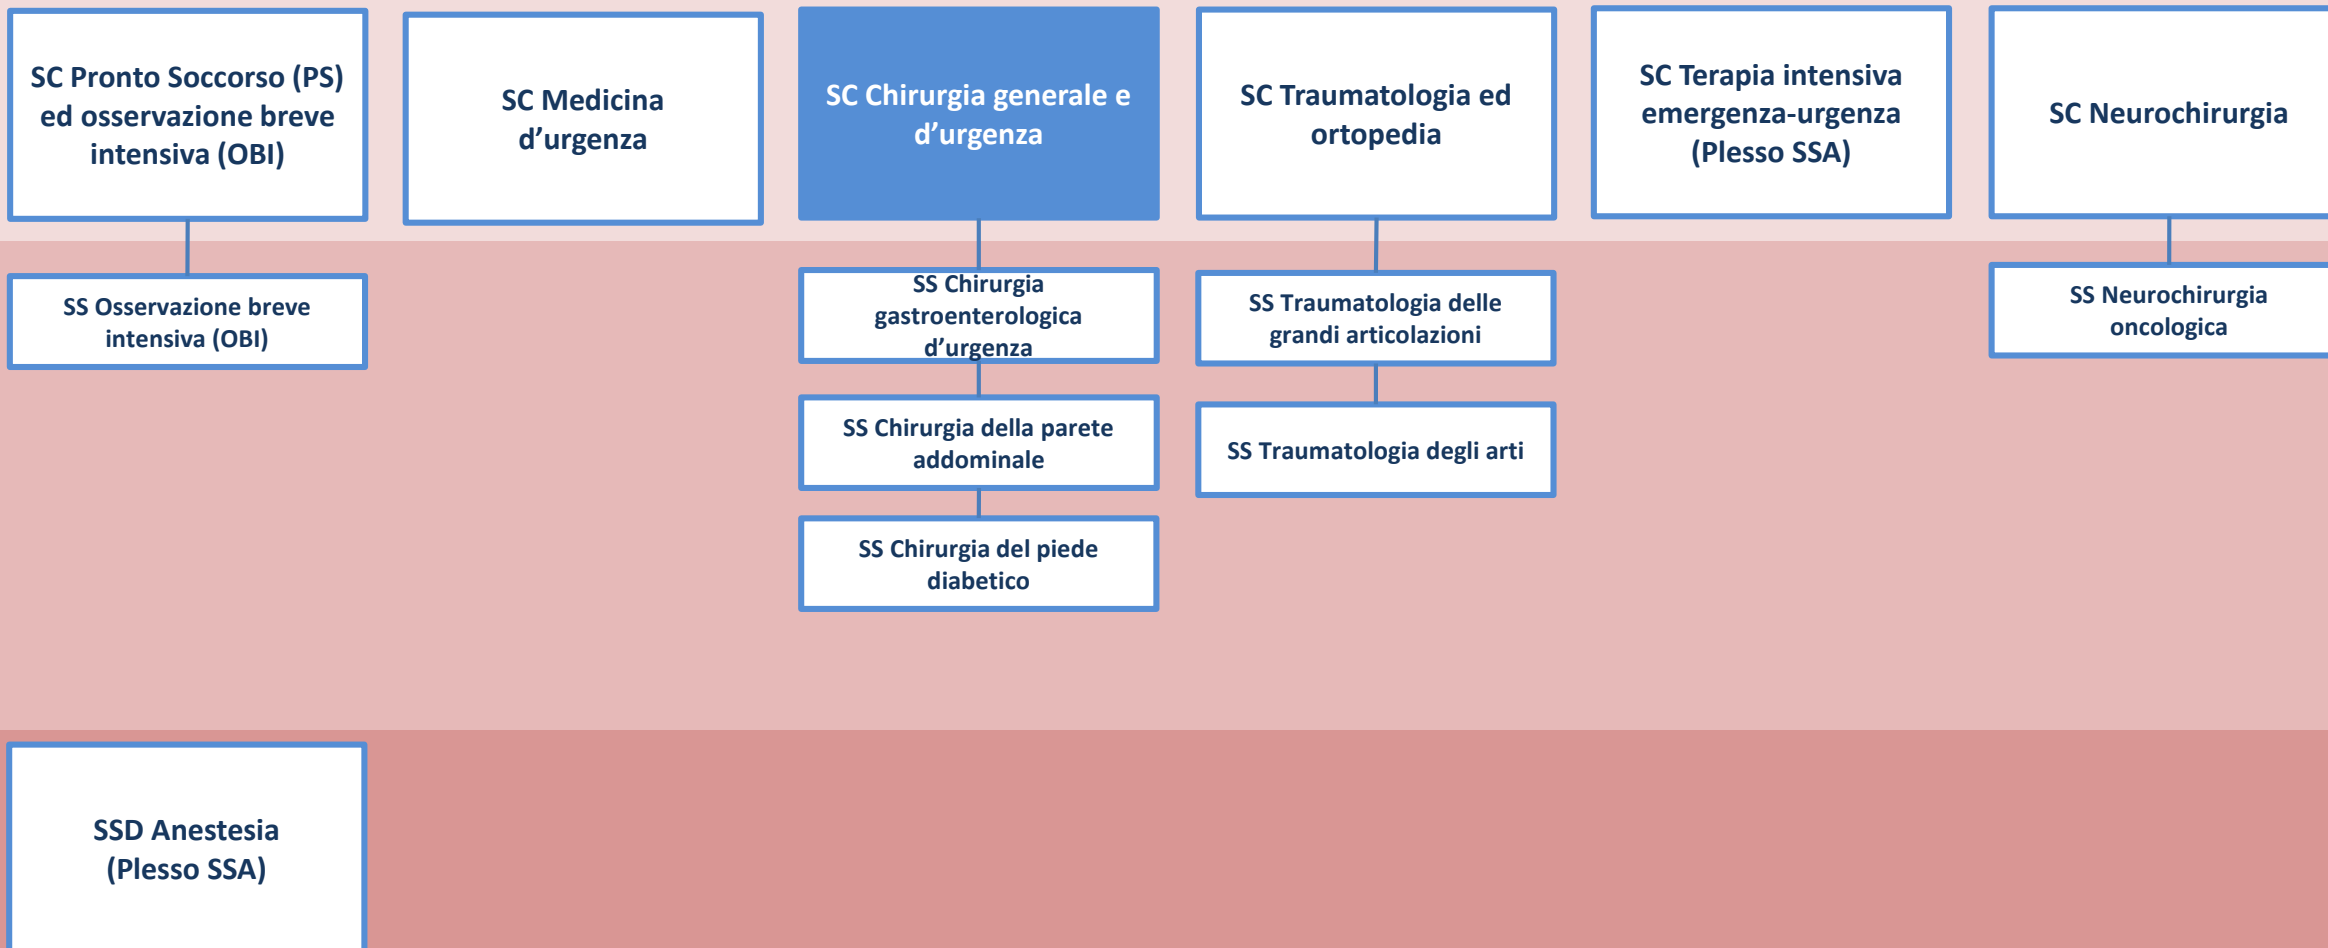 SC Pronto Soccorso (PS)
ed osservazione breve
intensiva (OBI)
SC Medicina
d’urgenza
SC Chirurgia generale e
d’urgenza
SC Traumatologia ed
ortopedia
SC Terapia intensiva
emergenza-urgenza
(Plesso SSA)
SC Neurochirurgia
SS Osservazione breve
intensiva (OBI)
SS Chirurgia
gastroenterologica
d’urgenza
SS Traumatologia delle
grandi articolazioni
SS Neurochirurgia
oncologica
SS Chirurgia della parete
addominale
SS Traumatologia degli arti
SS Chirurgia del piede
diabetico
SSD Anestesia
(Plesso SSA)